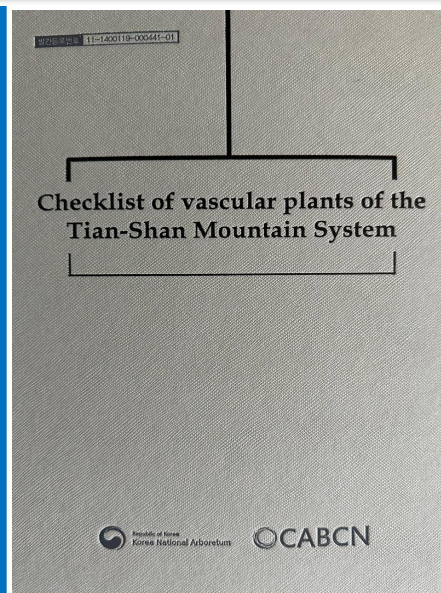 발간등록번호 11-1400119-000441-01
Checklist of vascular plants of the
Tian-Shan Mountain System
Republic of Korea
Korea National Arboretum
CABCN